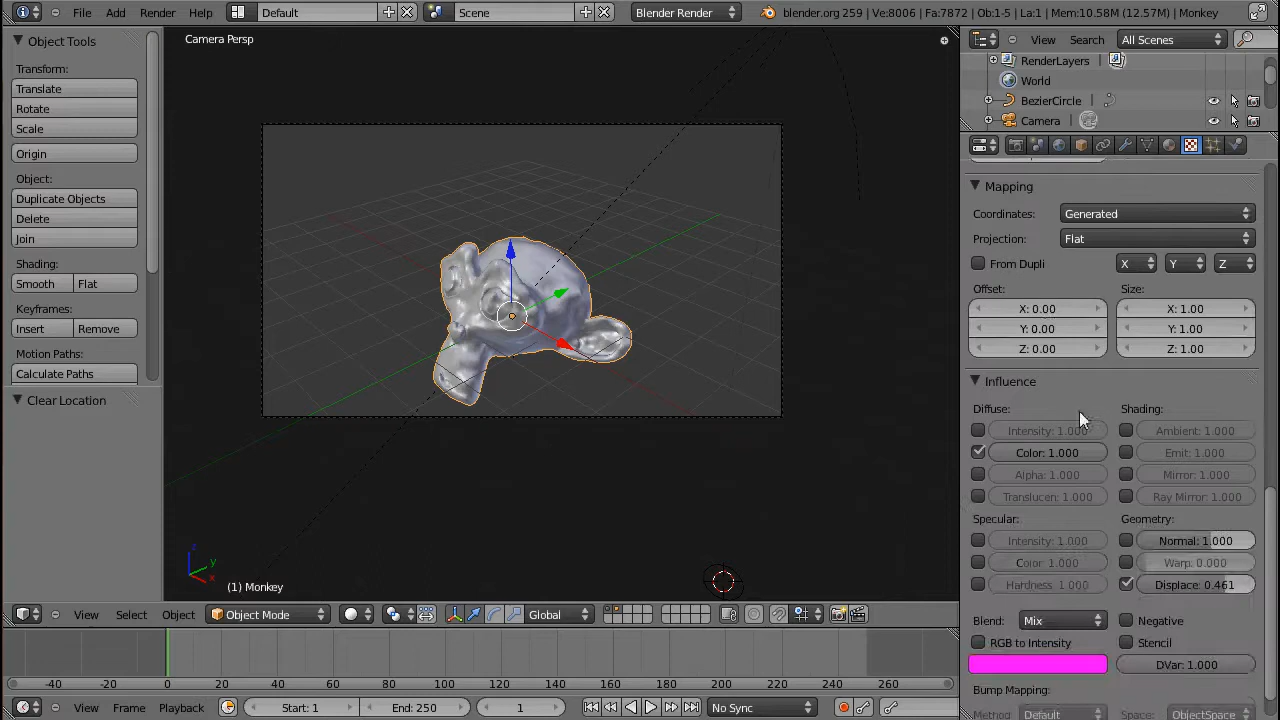 File Add Render Help Default Scene Blender Render blender.org 259 | Ve:8006 | Fa:7872 | Ob:1-5 | La:1 | Mem:10.58M (12.57M) | Monkey
Object Tools
Transform:
Translate
Rotate
Scale
Origin
Object:
Duplicate Objects
Delete
Join
Shading:
Smooth Flat
Keyframes:
Insert Remove
Motion Paths:
Calculate Paths
Clear Location
Camera Persp
z
y
x
(1) Monkey
View Search All Scenes
RenderLayers
World
BezierCircle
Camera
Mapping
Coordinates: Generated
Projection: Flat
From Dupli X Y Z
Offset: Size:
X: 0.00 X: 1.00
Y: 0.00 Y: 1.00
Z: 0.00 Z: 1.00
Influence
Diffuse: Shading:
Intensity: 1.000 Ambient: 1.000
Color: 1.000 Emit: 1.000
Alpha: 1.000 Mirror: 1.000
Translucen: 1.000 Ray Mirror: 1.000
Specular: Geometry:
Intensity: 1.000 Normal: 1.000
Color: 1.000 Warp: 0.000
Hardness 1.000 Displace: 0.461
Blend: Mix Negative
RGB to Intensity Stencil
DVar: 1.000
Bump Mapping:
Method: Default Space: ObjectSpace
View Select Object Object Mode Global
-40 -20 0 20 40 60 80 100 120 140 160 180 200 220 240 260
View Frame Playback Start: 1 End: 250 1 No Sync